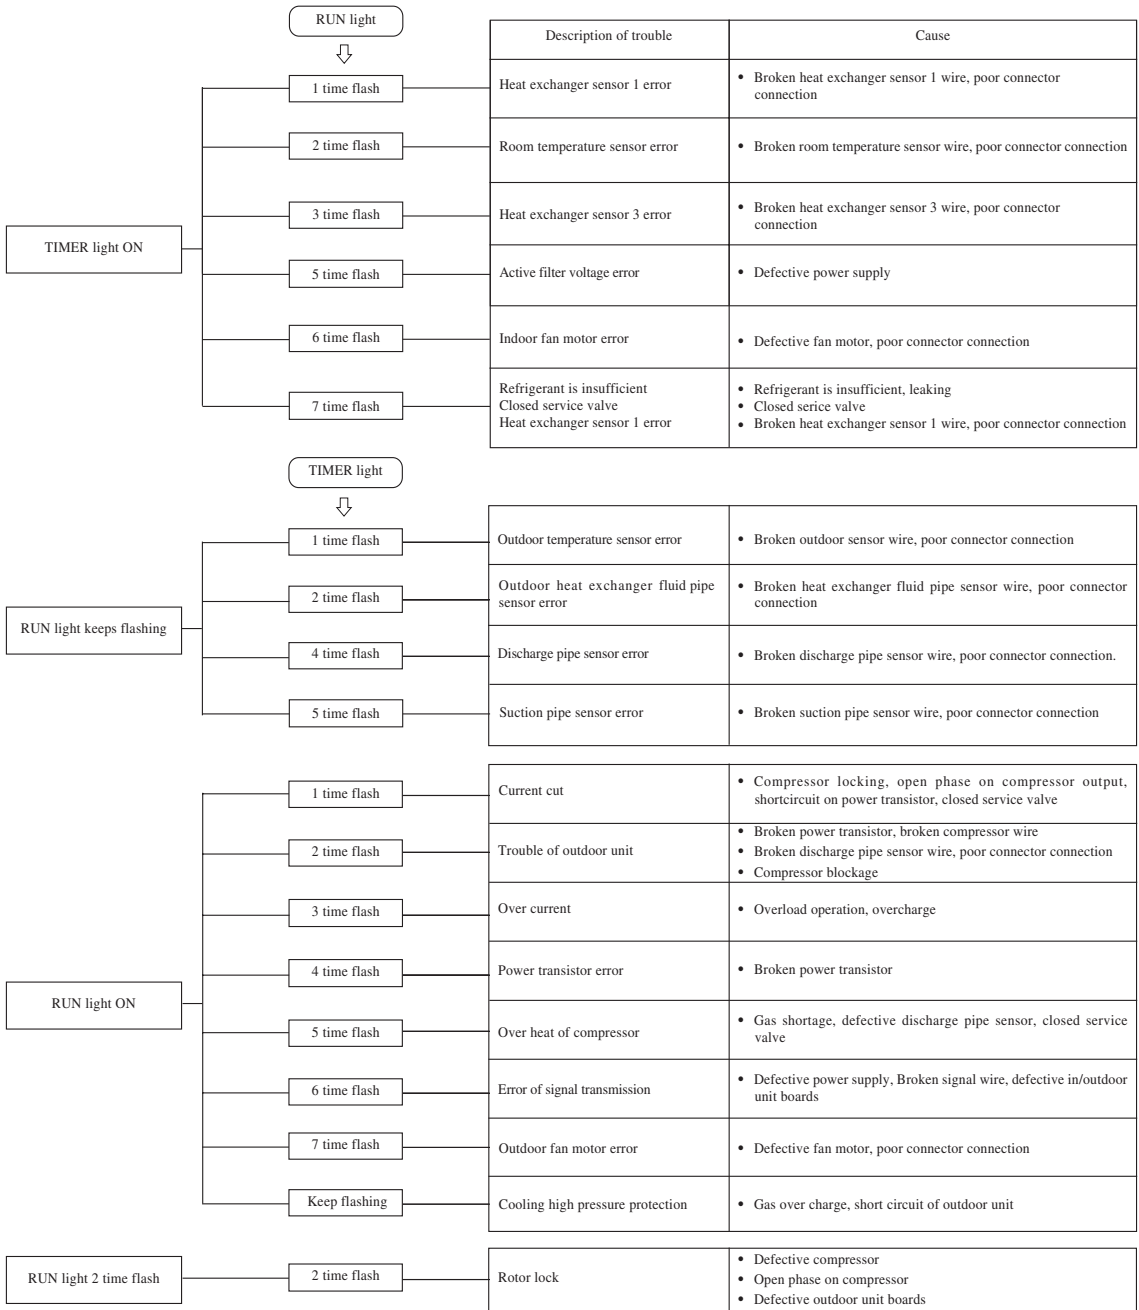 RUN light
Description of trouble
Cause
1 time flash
Heat exchanger sensor 1 error
• Broken heat exchanger sensor 1 wire, poor connector
connection
2 time flash
Room temperature sensor error
• Broken room temperature sensor wire, poor connector connection
TIMER light ON
3 time flash
Heat exchanger sensor 3 error
• Broken heat exchanger sensor 3 wire, poor connector
connection
5 time flash
Active filter voltage error
• Defective power supply
6 time flash
Indoor fan motor error
• Defective fan motor, poor connector connection
7 time flash
Refrigerant is insufficient
Closed service valve
Heat exchanger sensor 1 error
• Refrigerant is insufficient, leaking
• Closed serice valve
• Broken heat exchanger sensor 1 wire, poor connector connection
TIMER light
1 time flash
Outdoor temperature sensor error
• Broken outdoor sensor wire, poor connector connection
RUN light keeps flashing
2 time flash
Outdoor heat exchanger fluid pipe
sensor error
• Broken heat exchanger fluid pipe sensor wire, poor connector
connection
4 time flash
Discharge pipe sensor error
• Broken discharge pipe sensor wire, poor connector connection.
5 time flash
Suction pipe sensor error
• Broken suction pipe sensor wire, poor connector connection
1 time flash
Current cut
• Compressor locking, open phase on compressor output,
shortcircuit on power transistor, closed service valve
2 time flash
Trouble of outdoor unit
• Broken power transistor, broken compressor wire
• Broken discharge pipe sensor wire, poor connector connection
• Compressor blockage
3 time flash
Over current
• Overload operation, overcharge
4 time flash
Power transistor error
• Broken power transistor
RUN light ON
5 time flash
Over heat of compressor
• Gas shortage, defective discharge pipe sensor, closed service
valve
6 time flash
Error of signal transmission
• Defective power supply, Broken signal wire, defective in/outdoor
unit boards
7 time flash
Outdoor fan motor error
• Defective fan motor, poor connector connection
Keep flashing
Cooling high pressure protection
• Gas over charge, short circuit of outdoor unit
RUN light 2 time flash
2 time flash
Rotor lock
• Defective compressor
• Open phase on compressor
• Defective outdoor unit boards